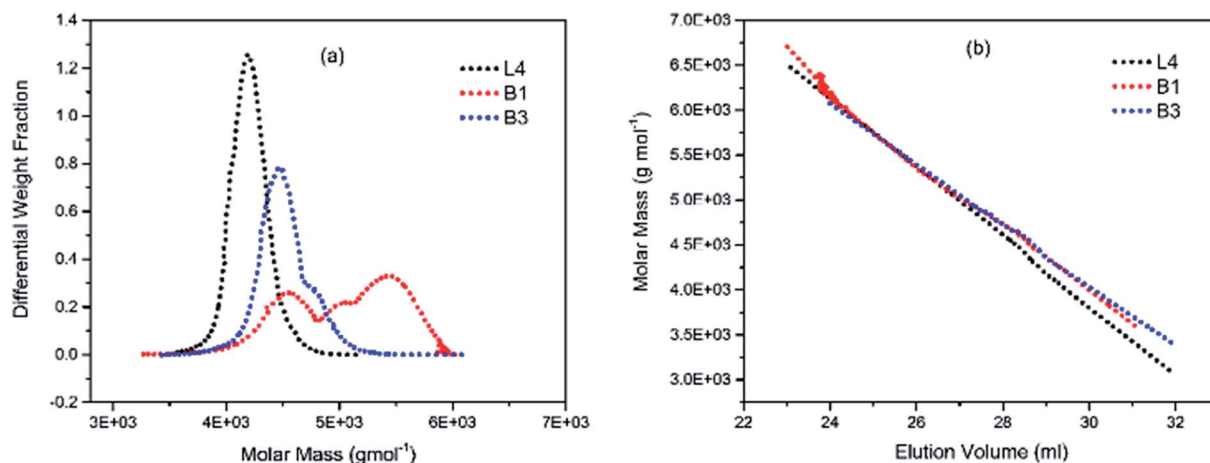 (a)
L4
B1
B3
Differential Weight Fraction
1.4
1.2
1.0
0.8
0.6
0.4
0.2
0.0
-0.2
3E+03 4E+03 5E+03 6E+03 7E+03
Molar Mass (gmol⁻¹)
(b)
L4
B1
B3
Molar Mass (g mol⁻¹)
7.0E+03
6.5E+03
6.0E+03
5.5E+03
5.0E+03
4.5E+03
4.0E+03
3.5E+03
3.0E+03
22 24 26 28 30 32
Elution Volume (ml)